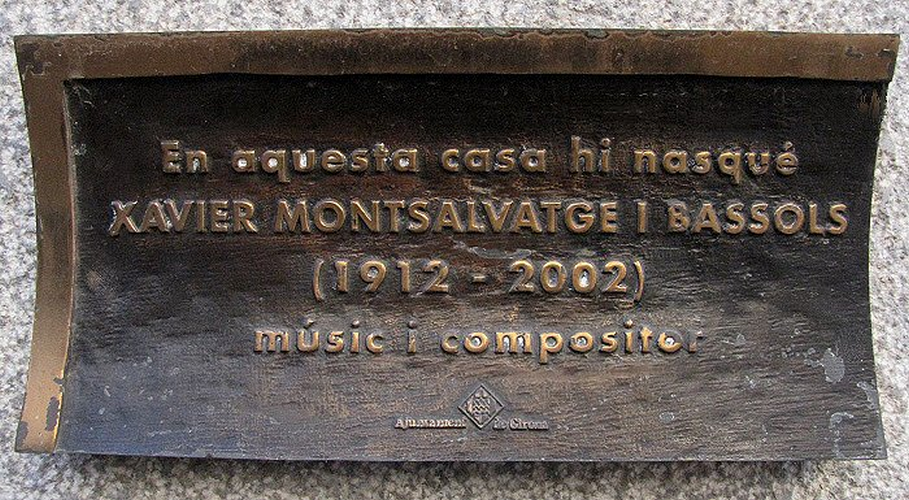 En aquesta casa hi nasqué
XAVIER MONTSALVATGE I BASSOLS
(1912 - 2002)
músic i compositor
Ajuntament de Girona